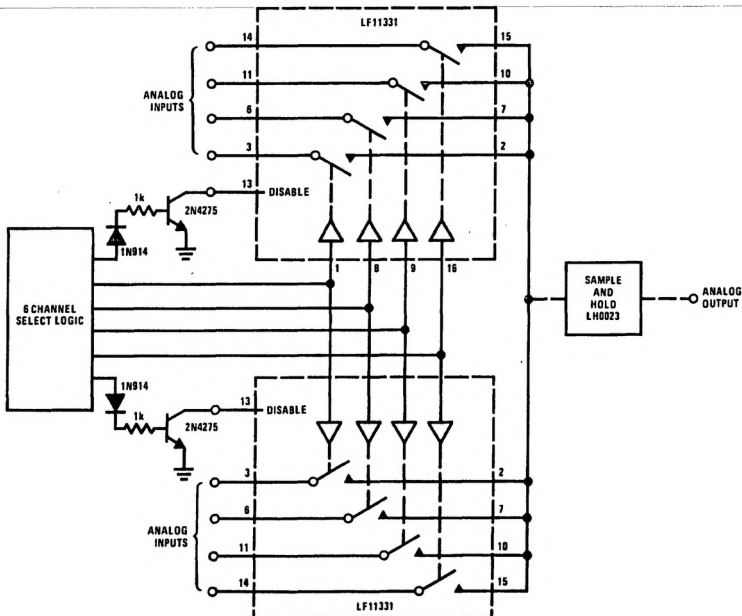 LF11331
14
15
11
10
ANALOG
INPUTS
6
7
3
2
13
DISABLE
1k
2N4275
1N914
1
8
9
16
6 CHANNEL
SELECT LOGIC
SAMPLE
AND
HOLD
LH0023
ANALOG
OUTPUT
1N914
13
DISABLE
1k
2N4275
3
2
6
7
ANALOG
INPUTS
11
10
14
15
LF11331